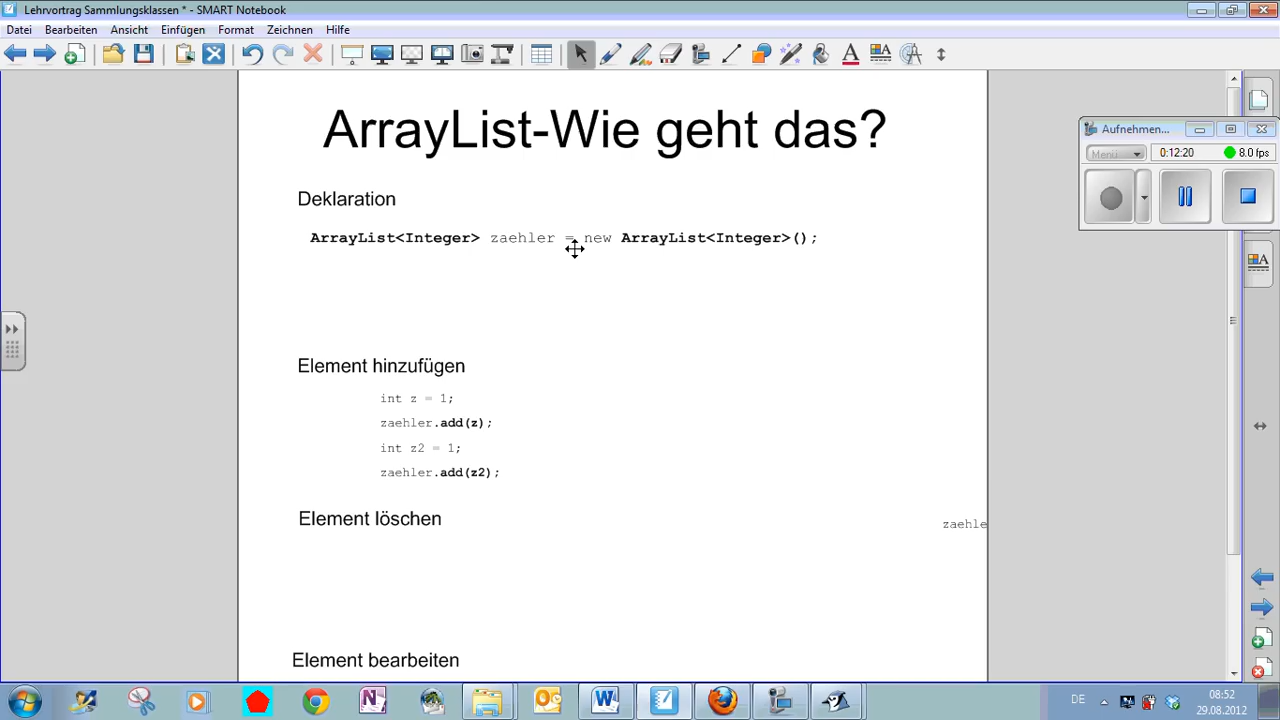 Lehrvortrag Sammlungsklassen * - SMART Notebook
Datei Bearbeiten Ansicht Einfügen Format Zeichnen Hilfe
ArrayList-Wie geht das?
Aufnehmen...
Menü 0:12:20 8.0 fps
Deklaration
ArrayList<Integer> zaehler = new ArrayList<Integer>();
Element hinzufügen
int z = 1;
zaehler.add(z);
int z2 = 1;
zaehler.add(z2);
Element löschen
zaehle
Element bearbeiten
DE
08:52
29.08.2012